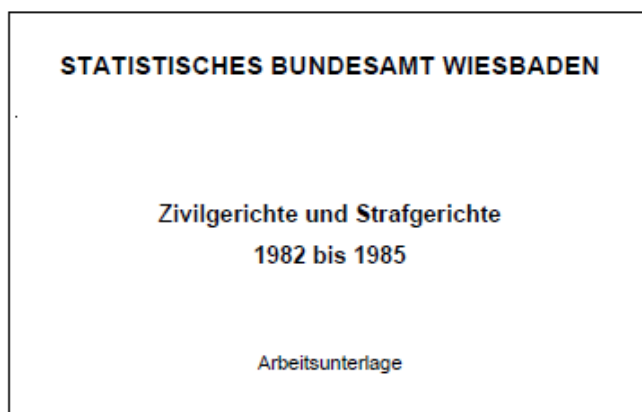 STATISTISCHES BUNDESAMT WIESBADEN
Zivilgerichte und Strafgerichte
1982 bis 1985
Arbeitsunterlage